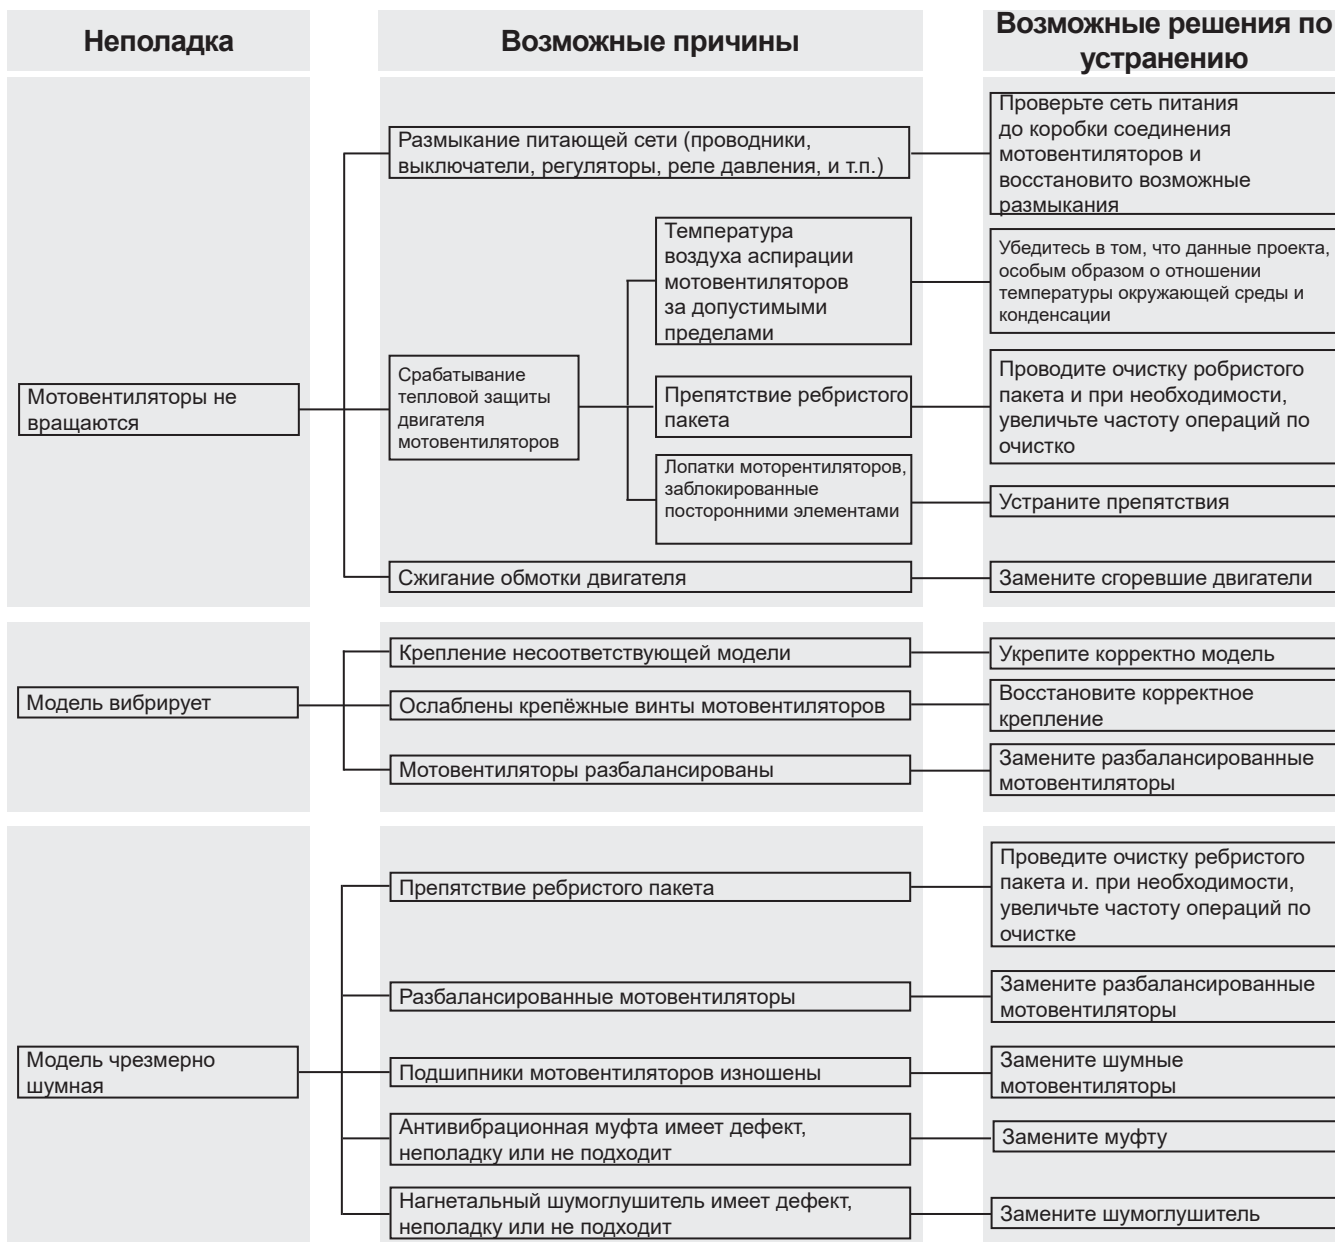 Неполадка
Возможные причины
Возможные решения по
устранению
Мотовентиляторы не
вращаются
Размыкание питающей сети (проводники,
выключатели, регуляторы, реле давления, и т.п.)
Проверьте сеть питания
до коробки соединения
мотовентиляторов и
восстановито возможные
размыкания
Срабатывание
тепловой защиты
двигателя
мотовентиляторов
Температура
воздуха аспирации
мотовентиляторов
за допустимыми
пределами
Убедитесь в том, что данные проекта,
особым образом о отношении
температуры окружающей среды и
конденсации
Препятствие ребристого
пакета
Проводите очистку робристого
пакета и при необходимости,
увеличьте частоту операций по
очистко
Лопатки моторентиляторов,
заблокированные
посторонними элементами
Устраните препятствия
Сжигание обмотки двигателя
Замените сгоревшие двигатели
Модель вибрирует
Крепление несоответствующей модели
Укрепите корректно модель
Ослаблены крепёжные винты мотовентиляторов
Восстановите корректное
крепление
Мотовентиляторы разбалансированы
Замените разбалансированные
мотовентиляторы
Модель чрезмерно
шумная
Препятствие ребристого пакета
Проведите очистку ребристого
пакета и. при необходимости,
увеличьте частоту операций по
очистке
Разбалансированные мотовентиляторы
Замените разбалансированные
мотовентиляторы
Подшипники мотовентиляторов изношены
Замените шумные
мотовентиляторы
Антивибрационная муфта имеет дефект,
неполадку или не подходит
Замените муфту
Нагнетальный шумоглушитель имеет дефект,
неполадку или не подходит
Замените шумоглушитель